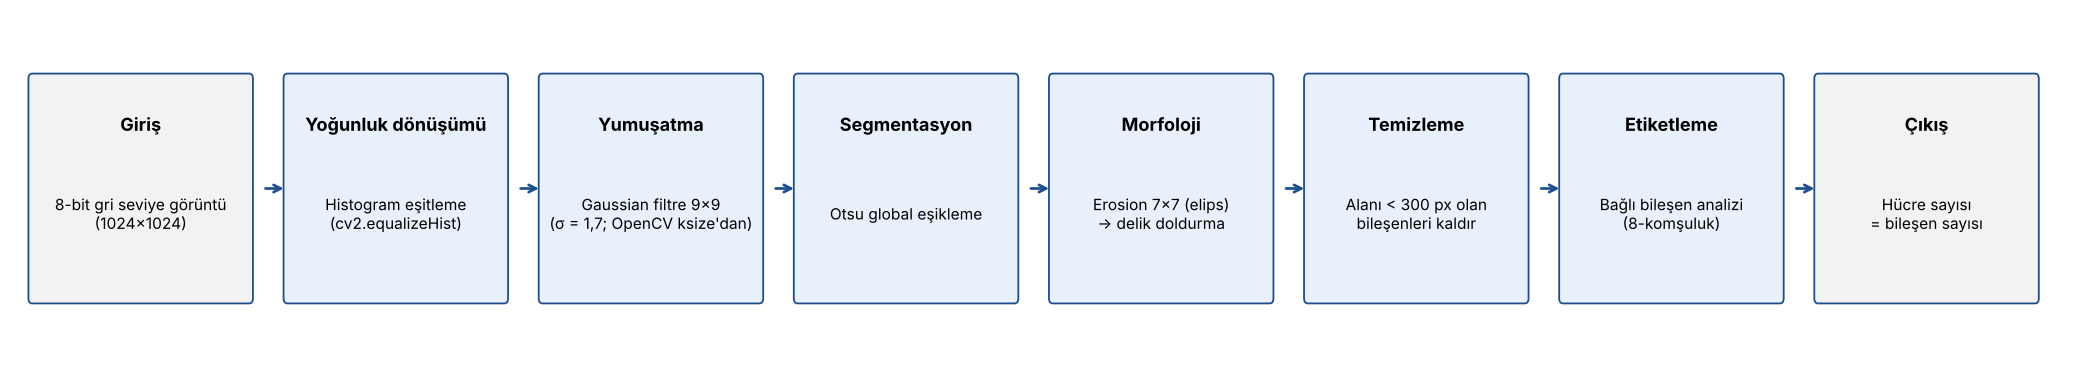 Giriş
8-bit gri seviye görüntü
(1024×1024)
Yoğunluk dönüşümü
Histogram eşitleme
(cv2.equalizeHist)
Yumuşatma
Gaussian filtre 9×9
(σ = 1,7; OpenCV ksize'dan)
Segmentasyon
Otsu global eşikleme
Morfoloji
Erosion 7×7 (elips)
→ delik doldurma
Temizleme
Alanı < 300 px olan
bileşenleri kaldır
Etiketleme
Bağlı bileşen analizi
(8-komşuluk)
Çıkış
Hücre sayısı
= bileşen sayısı